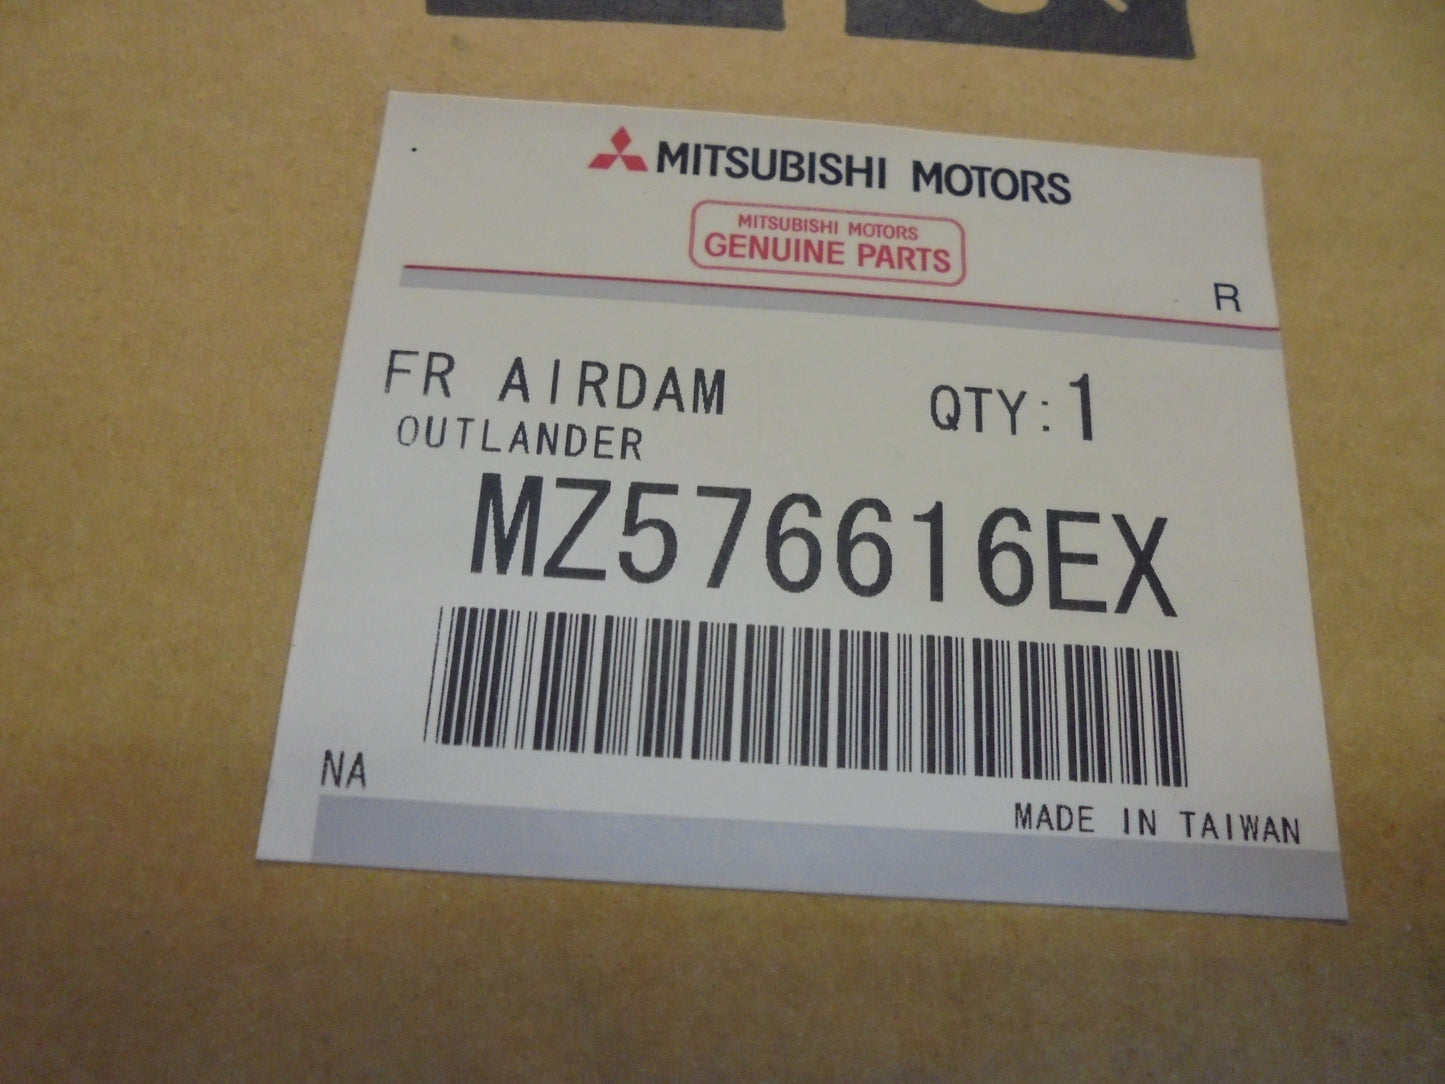 MITSUBISHI MOTORS
MITSUBISHI MOTORS
GENUINE PARTS
R
FR AIRDAM
QTY:1
OUTLANDER
MZ576616EX
NA
MADE IN TAIWAN